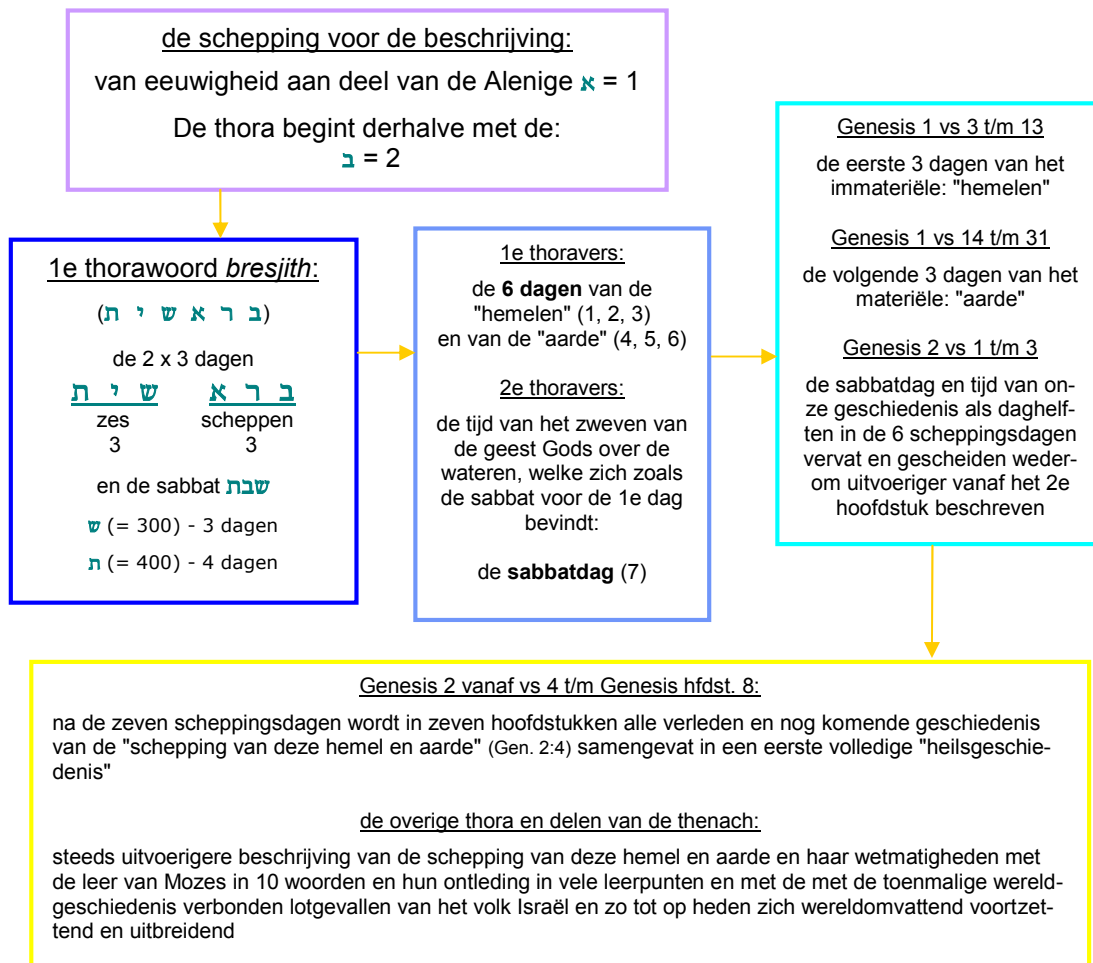 de schepping voor de beschrijving:
van eeuwigheid aan deel van de Alenige א = 1
De thora begint derhalve met de:
ב = 2
1e thorawoord bresjith:
(ב ר א ש י ת)
de 2 x 3 dagen
ב ר א ש י ת
zes scheppen
3 3
en de sabbat שבת
ש (= 300) - 3 dagen
ת (= 400) - 4 dagen
1e thoravers:
de 6 dagen van de
"hemelen" (1, 2, 3)
en van de "aarde" (4, 5, 6)
2e thoravers:
de tijd van het zweven van
de geest Gods over de
wateren, welke zich zoals
de sabbat voor de 1e dag
bevindt:
de sabbatdag (7)
Genesis 1 vs 3 t/m 13
de eerste 3 dagen van het
immateriële: "hemelen"
Genesis 1 vs 14 t/m 31
de volgende 3 dagen van het
materiële: "aarde"
Genesis 2 vs 1 t/m 3
de sabbatdag en tijd van on-
ze geschiedenis als daghelf-
ten in de 6 scheppingsdagen
vervat en gescheiden weder-
om uitvoeriger vanaf het 2e
hoofdstuk beschreven
Genesis 2 vanaf vs 4 t/m Genesis hfdst. 8:
na de zeven scheppingsdagen wordt in zeven hoofdstukken alle verleden en nog komende geschiedenis
van de "schepping van deze hemel en aarde" (Gen. 2:4) samengevat in een eerste volledige "heilsgeschie-
denis"
de overige thora en delen van de thenach:
steeds uitvoerigere beschrijving van de schepping van deze hemel en aarde en haar wetmatigheden met
de leer van Mozes in 10 woorden en hun ontleding in vele leerpunten en met de met de toenmalige wereld-
geschiedenis verbonden lotgevallen van het volk Israël en zo tot op heden zich wereldomvattend voortzet-
tend en uitbreidend